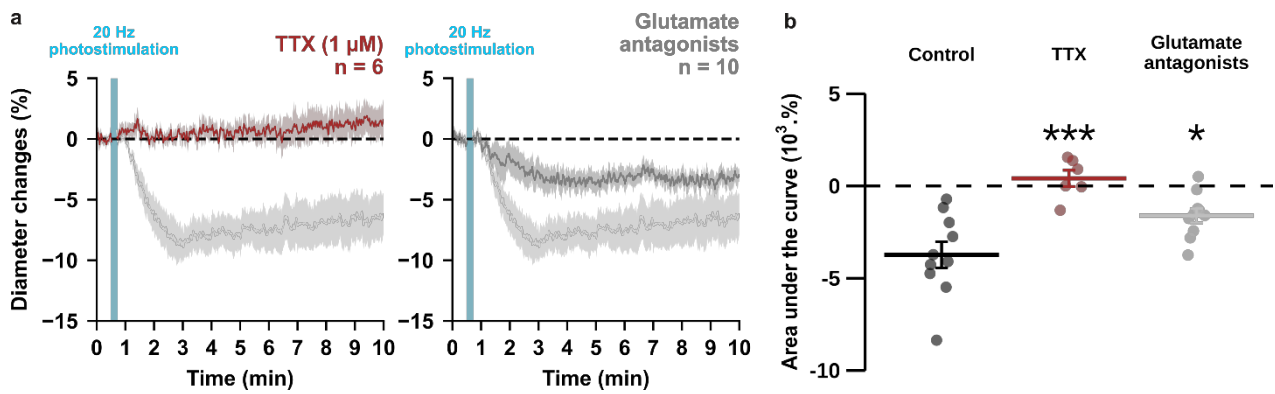 a
20 Hz
photostimulation
TTX (1 µM)
n = 6
Diameter changes (%)
5
0
−5
−10
−15
0 1 2 3 4 5 6 7 8 9 10
Time (min)
20 Hz
photostimulation
Glutamate
antagonists
n = 10
5
0
−5
−10
−15
0 1 2 3 4 5 6 7 8 9 10
Time (min)
b
Control
TTX
Glutamate
antagonists
Area under the curve (10³.%)
5
0
-5
-10
***
*